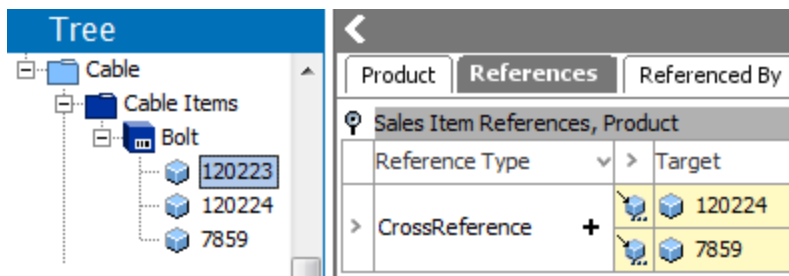 Tree
Cable
Cable Items
Bolt
120223
120224
7859
Product References Referenced By
Sales Item References, Product
Reference Type > Target
> CrossReference + 120224
7859